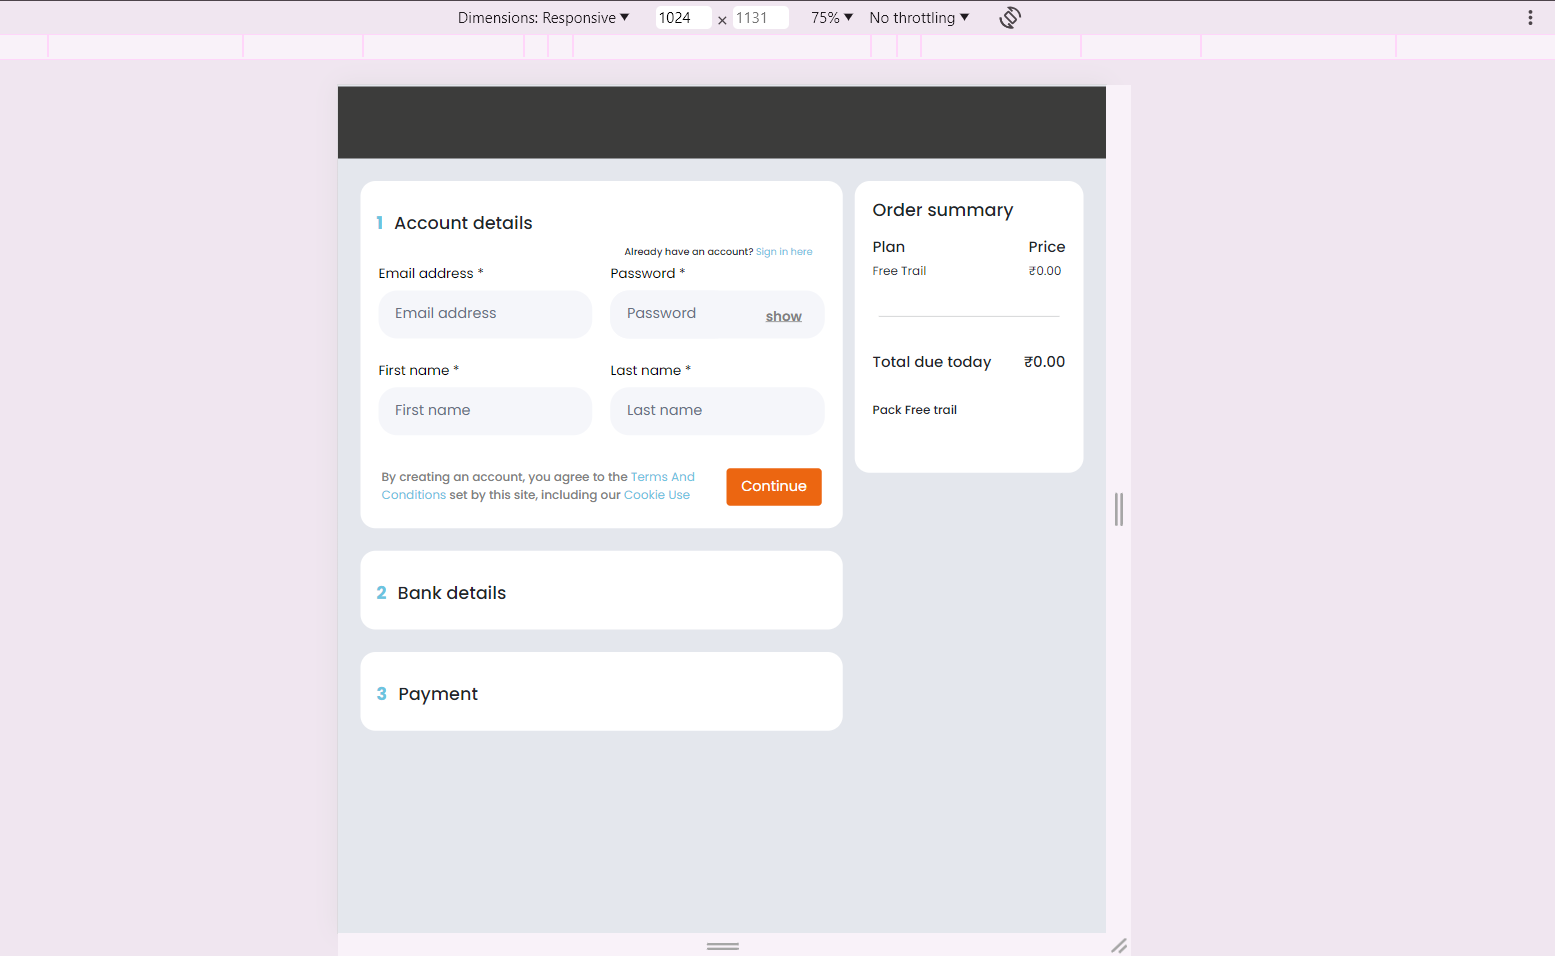 Dimensions: Responsive ▼ 1024 × 1131 75% ▼ No throttling ▼
1 Account details
Already have an account? Sign in here
Email address *
Password *
Email address
Password
show
First name *
Last name *
First name
Last name
By creating an account, you agree to the Terms And
Conditions set by this site, including our Cookie Use
Continue
2 Bank details
3 Payment
Order summary
Plan Price
Free Trail ₹0.00
Total due today ₹0.00
Pack Free trail